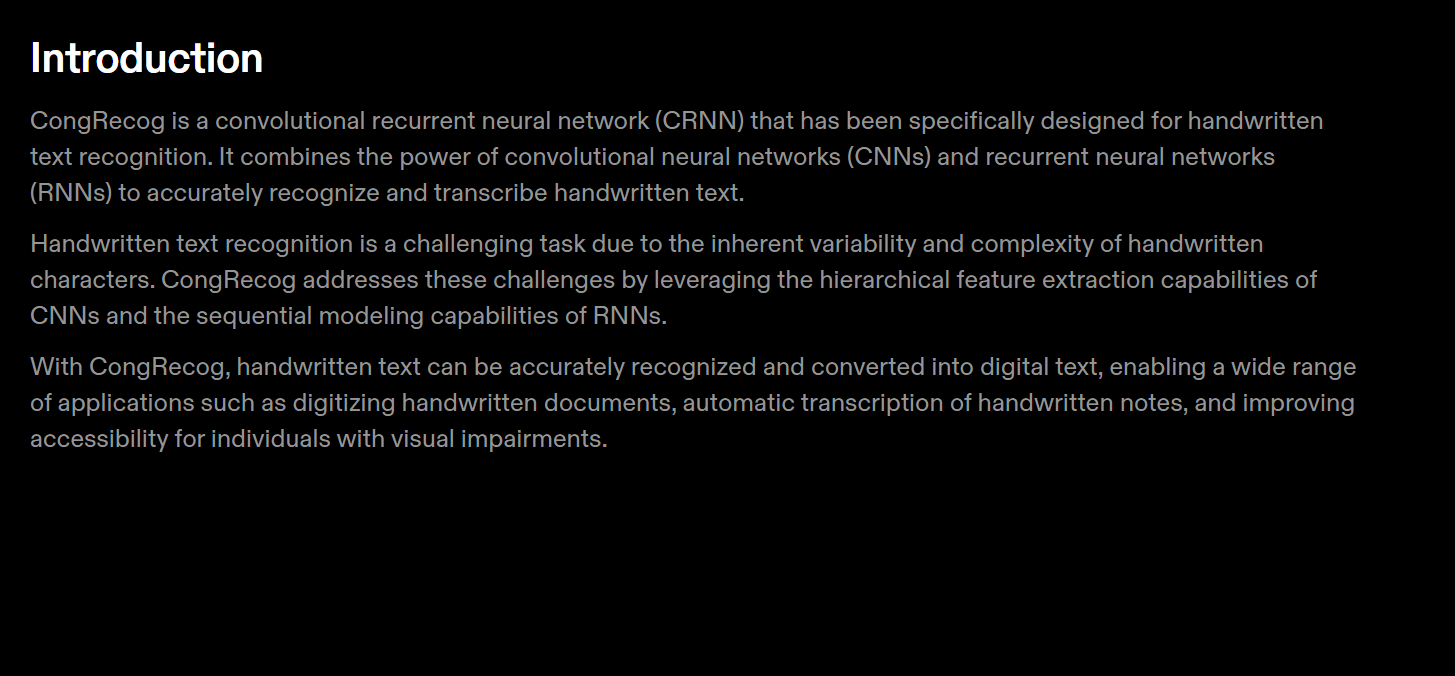 Introduction
CongRecog is a convolutional recurrent neural network (CRNN) that has been specifically designed for handwritten
text recognition. It combines the power of convolutional neural networks (CNNs) and recurrent neural networks
(RNNs) to accurately recognize and transcribe handwritten text.
Handwritten text recognition is a challenging task due to the inherent variability and complexity of handwritten
characters. CongRecog addresses these challenges by leveraging the hierarchical feature extraction capabilities of
CNNs and the sequential modeling capabilities of RNNs.
With CongRecog, handwritten text can be accurately recognized and converted into digital text, enabling a wide range
of applications such as digitizing handwritten documents, automatic transcription of handwritten notes, and improving
accessibility for individuals with visual impairments.